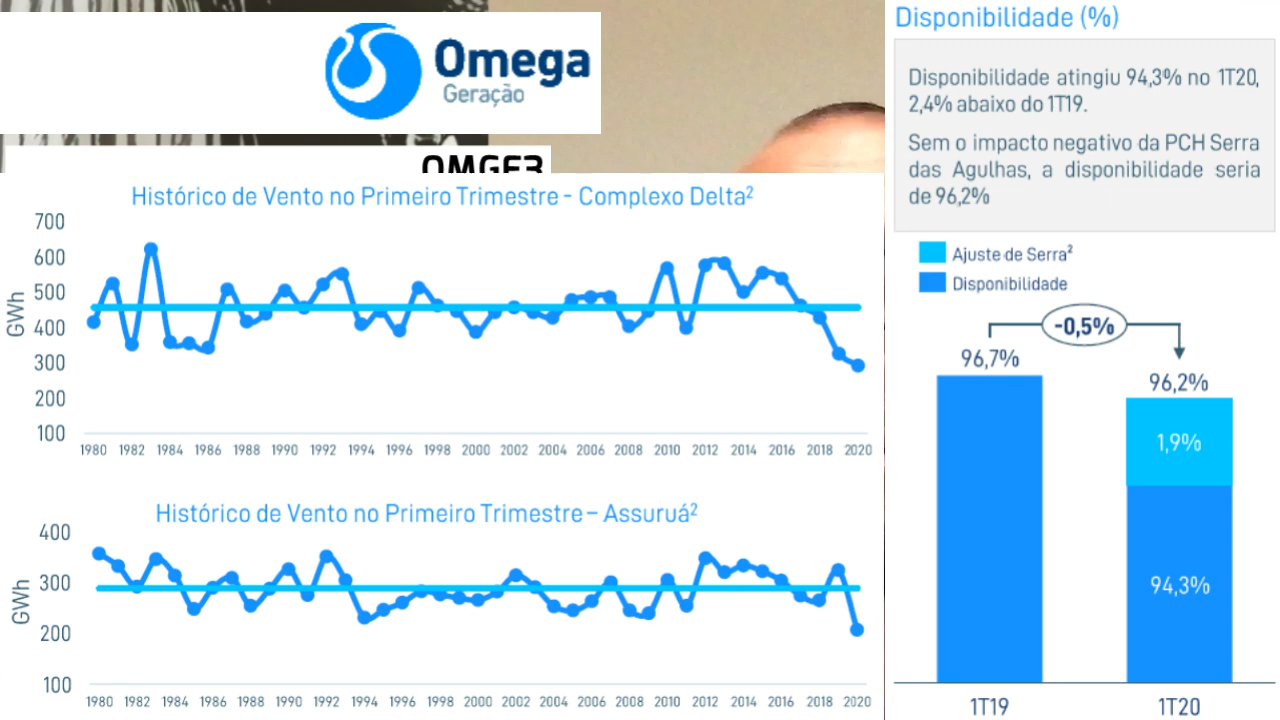 Omega
Geração
OMGE3
Histórico de Vento no Primeiro Trimestre - Complexo Delta²
700
600
500
400
300
200
100
GWh
1980 1982 1984 1986 1988 1990 1992 1994 1996 1998 2000 2002 2004 2006 2008 2010 2012 2014 2016 2018 2020
Histórico de Vento no Primeiro Trimestre – Assuruá²
400
300
200
100
GWh
1980 1982 1984 1986 1988 1990 1992 1994 1996 1998 2000 2002 2004 2006 2008 2010 2012 2014 2016 2018 2020
Disponibilidade (%)
Disponibilidade atingiu 94,3% no 1T20,
2,4% abaixo do 1T19.
Sem o impacto negativo da PCH Serra
das Agulhas, a disponibilidade seria
de 96,2%
Ajuste de Serra²
Disponibilidade
-0,5%
96,7%
96,2%
1,9%
94,3%
1T19 1T20